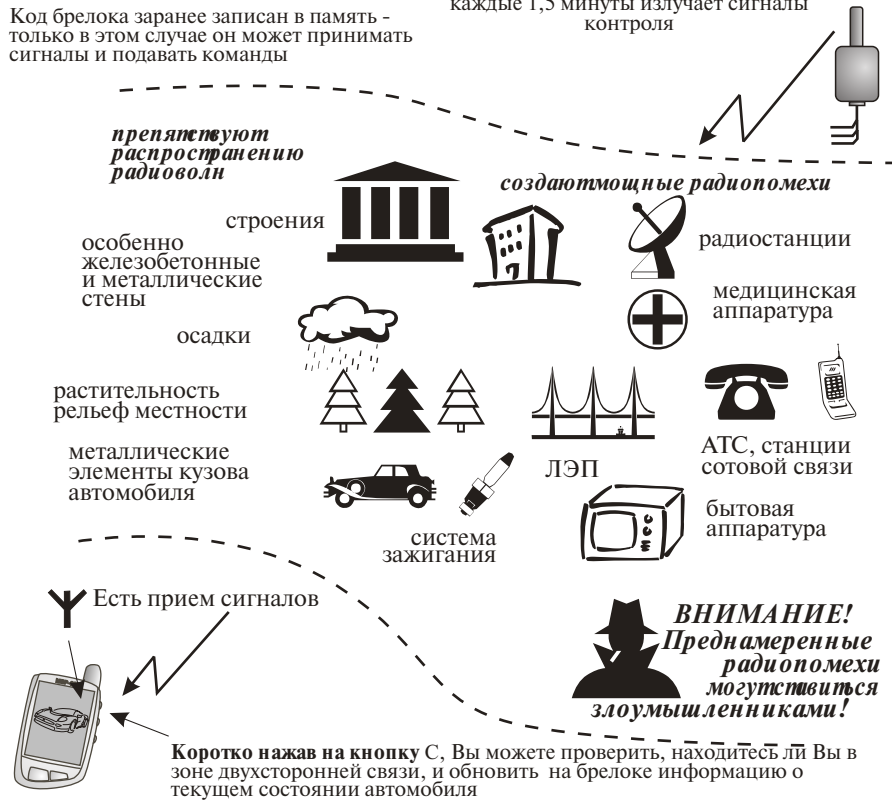 Код брелока заранее записан в память -
только в этом случае он может принимать
сигналы и подавать команды
каждые 1,5 минуты излучает сигналы
контроля
препятствуют
распространению
радиоволн
создаютмощные радиопомехи
строения
особенно
железобетонные
и металлические
стены
радиостанции
медицинская
аппаратура
осадки
растительность
рельеф местности
АТС, станции
сотовой связи
металлические
элементы кузова
автомобиля
ЛЭП
бытовая
аппаратура
система
зажигания
Есть прием сигналов
ВНИМАНИЕ!
Преднамеренные
радиопомехи
могутставиться
злоумышленниками!
Коротко нажав на кнопку С, Вы можете проверить, находитесь ли Вы в
зоне двухсторонней связи, и обновить на брелоке информацию о
текущем состоянии автомобиля